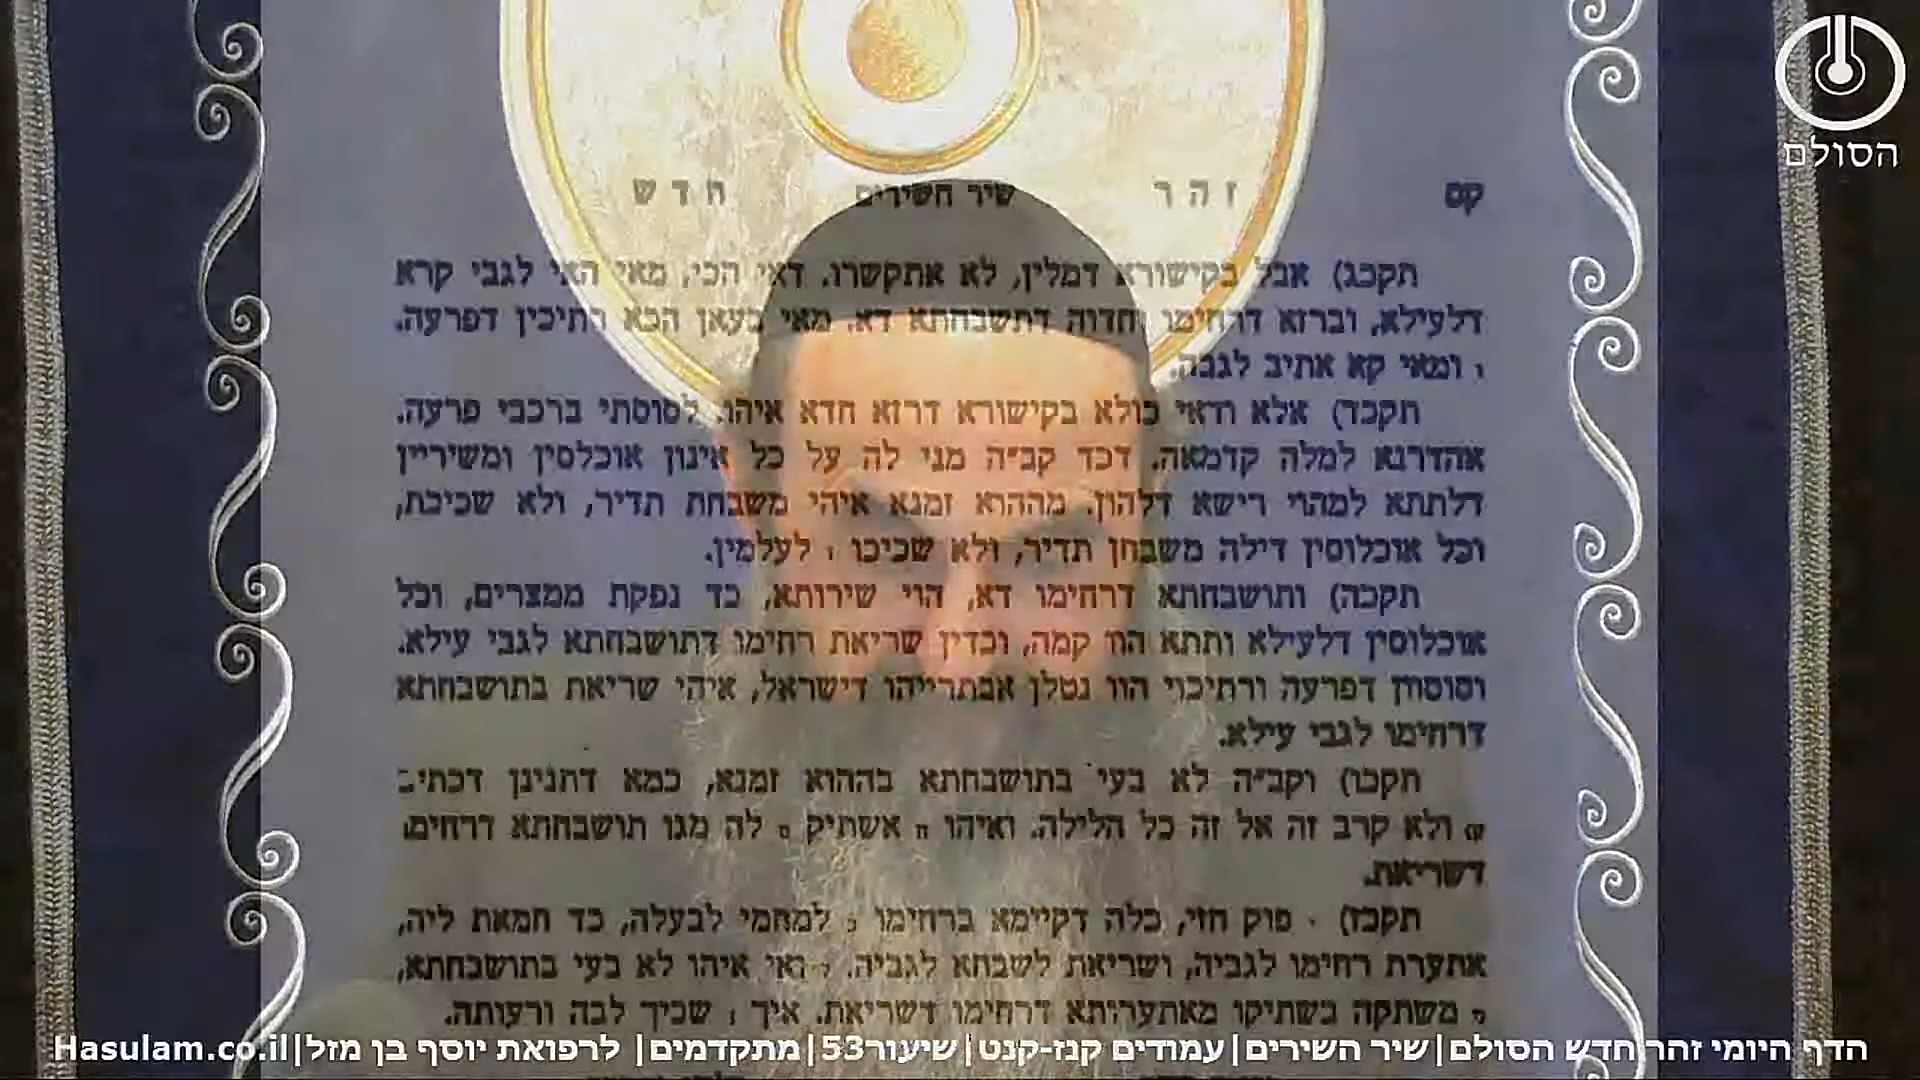 הסולם
קס זהר שיר השירים חדש
תקכג) אבל בקישורא דמלין, לא אתקשרו. דאי הכי, מאי האי לגבי קרא
דלעילא, וברזא דרחימו וחדוה דתשבחתא דא. מאי בעאן הכא רתיכין דפרעה.
ו ומאי קא אתיב לגבה.
תקכד) אלא ודאי כולא בקישורא דרזא חדא איהו. לסוסתי ברכבי פרעה.
אהדרנא למלה קדמאה. דכד קב״ה מני לה על כל אינון אוכלסין ומשיריין
דלתתא למהוי רישא דלהון. מההוא זמנא איהי משבחת תדיר, ולא שכיכת,
וכל אוכלוסין דילה משבחן תדיר, ולא שכיכו ז לעלמין.
תקכה) ותושבחתא דרחימו דא, הוי שירותא, כד נפקת ממצרים, וכל
אוכלוסין דלעילא ותתא הוו קמה, וכדין שריאת רחימו דתושבחתא לגבי עילא.
וסוסוון דפרעה ורתיכוי הוו נטלן אבתרייהו דישראל, איהי שריאת בתושבחתא
דרחימו לגבי עילא.
תקכו) וקב״ה לא בעי בתושבחתא בההוא זמנא, כמא דתנינן דכתיב
ולא קרב זה אל זה כל הלילה. ואיהו אשתיק לה מגו תושבחתא דרחימו
דשריאת.
תקכז) פוק חזי, כלה דקיימא ברחימו למחמי לבעלה, כד חמאת ליה,
אתערת רחימו לגביה, ושריאת לשבחא לגביה. ואי איהו לא בעי בתושבחתא,
משתקה בשתיקו מאתערותא דרחימו דשריאת. איך שכיך לבה ורעותה.
הדף היומי זהר חדש הסולם|שיר השירים|עמודים קנז-קנט|שיעור53|מתקדמים| לרפואת יוסף בן מזל|Hasulam.co.il